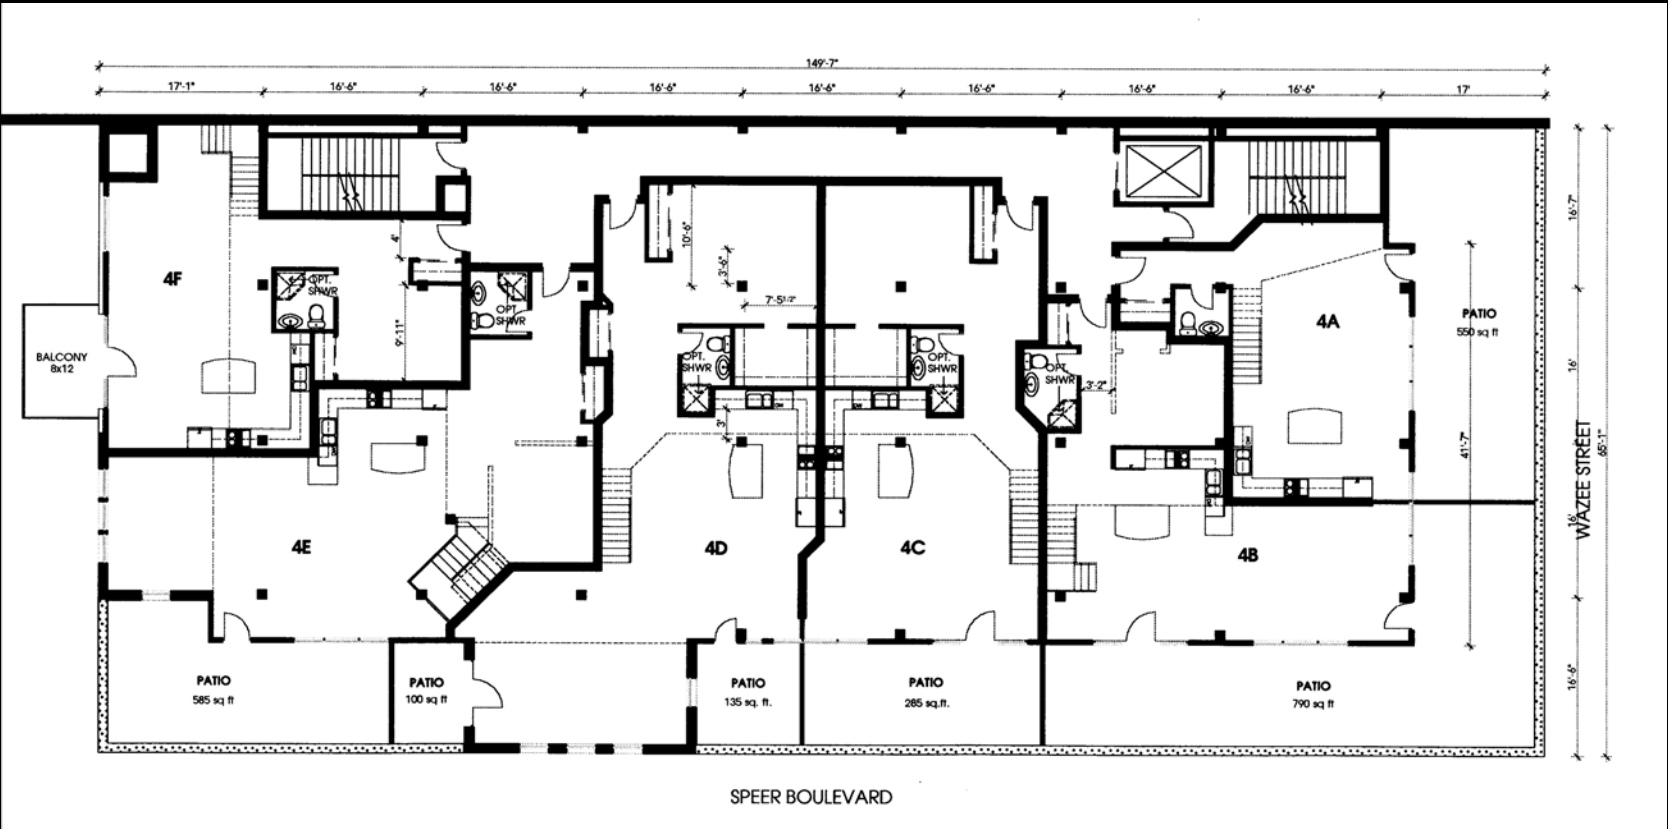 149'-7"
17'-1"
16'-6"
16'-6"
16'-6"
16'-6"
16'-6"
16'-6"
16'-6"
17'
4F
OPT.
SHWR
4'
9'-11"
OPT
SHWR
10'-6"
3'-6"
7'-5 1/2"
OPT.
SHWR
3'
OPT.
SHWR
OPT
SHWR
3'-2"
4A
PATIO
550 sq ft
16'-7"
16'
16'
16'-6"
41'-7"
65'-1"
WAZEE STREET
BALCONY
8x12
4E
4D
4C
4B
PATIO
585 sq ft
PATIO
100 sq ft
PATIO
135 sq. ft.
PATIO
285 sq.ft.
PATIO
790 sq ft
SPEER BOULEVARD